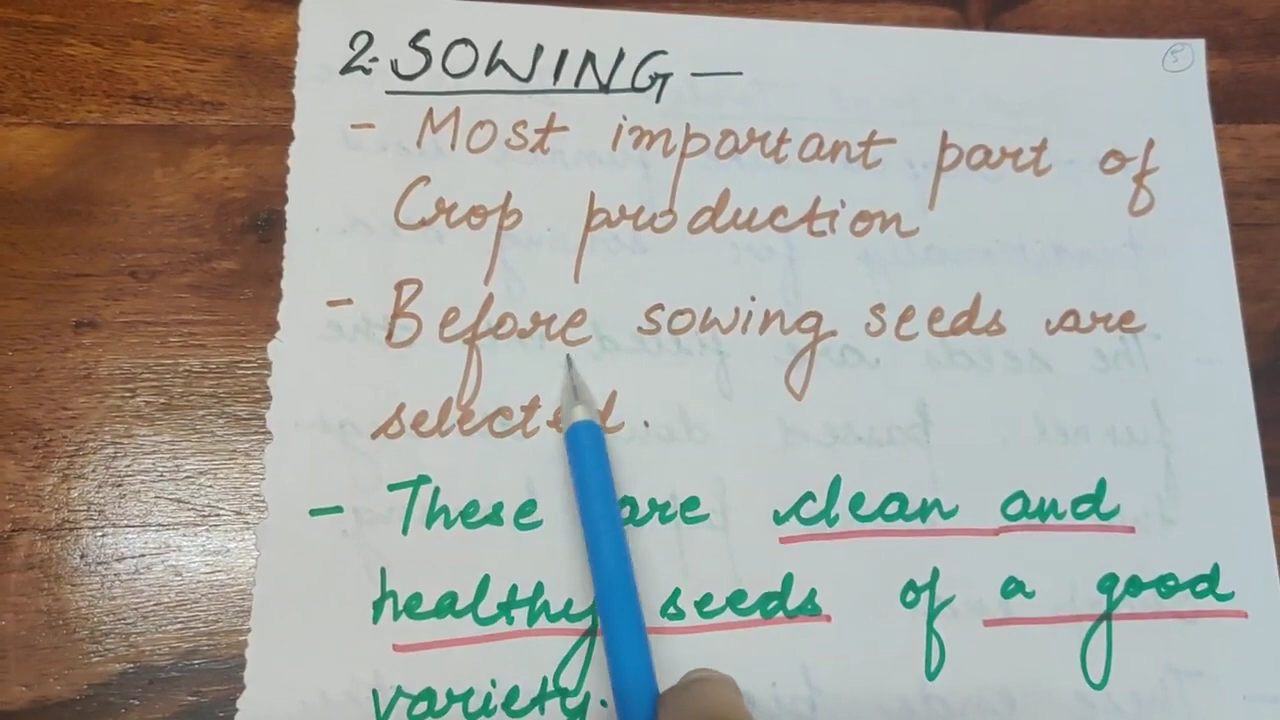 5
2. SOWING —
- Most important part of
Crop production
- Before sowing seeds are
selected.
- These are clean and
healthy seeds of a good
variety.